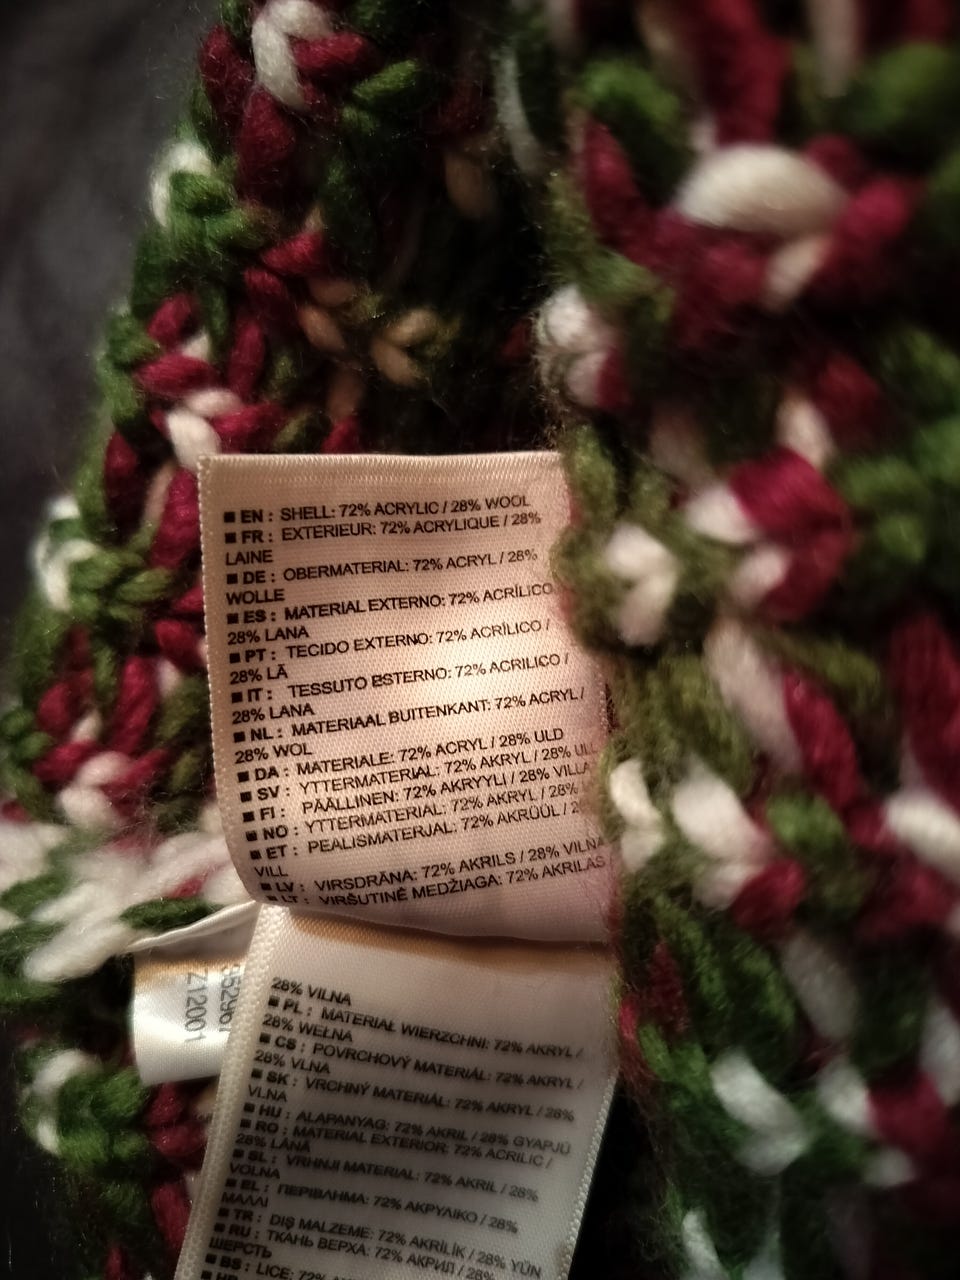 ■ EN : SHELL: 72% ACRYLIC / 28% WOOL
■ FR : EXTERIEUR: 72% ACRYLIQUE / 28%
LAINE
■ DE : OBERMATERIAL: 72% ACRYL / 28%
WOLLE
■ ES : MATERIAL EXTERNO: 72% ACRÍLICO
28% LANA
■ PT : TECIDO EXTERNO: 72% ACRÍLICO /
28% LÃ
■ IT : TESSUTO ESTERNO: 72% ACRILICO /
28% LANA
■ NL : MATERIAAL BUITENKANT: 72% ACRYL /
28% WOL
■ DA : MATERIALE: 72% ACRYL / 28% ULD
■ SV : YTTERMATERIAL: 72% AKRYL / 28% UL
■ FI : PÄÄLLINEN: 72% AKRYYLI / 28% VILLA
■ NO : YTTERMATERIAL: 72% AKRYL / 28%
■ ET : PEALISMATERJAL: 72% AKRÜÜL / 2
VILL
■ LV : VIRSDRĀNA: 72% AKRILS / 28% VILNA
■ LT : VIRŠUTINĖ MEDŽIAGA: 72% AKRILAS
28% VILNA
■ PL : MATERIAŁ WIERZCHNI: 72% AKRYL /
28% WEŁNA
■ CS : POVRCHOVÝ MATERIÁL: 72% AKRYL /
28% VLNA
■ SK : VRCHNÝ MATERIÁL: 72% AKRYL / 28%
VLNA
■ HU : ALAPANYAG: 72% AKRIL / 28% GYAPJÚ
■ RO : MATERIAL EXTERIOR: 72% ACRILIC /
28% LÂNĂ
■ SL : VRHNJI MATERIAL: 72% AKRIL / 28%
VOLNA
■ EL : ΠΕΡΙΒΛΗΜΑ: 72% ΑΚΡΥΛΙΚΟ / 28%
ΜΑΛΛΙ
■ TR : DIŞ MALZEME: 72% AKRİLİK / 28% YÜN
■ RU : ТКАНЬ ВЕРХА: 72% АКРИЛ / 28%
ШЕРСТЬ
■ BS : LICE: 72% AK
Z12001